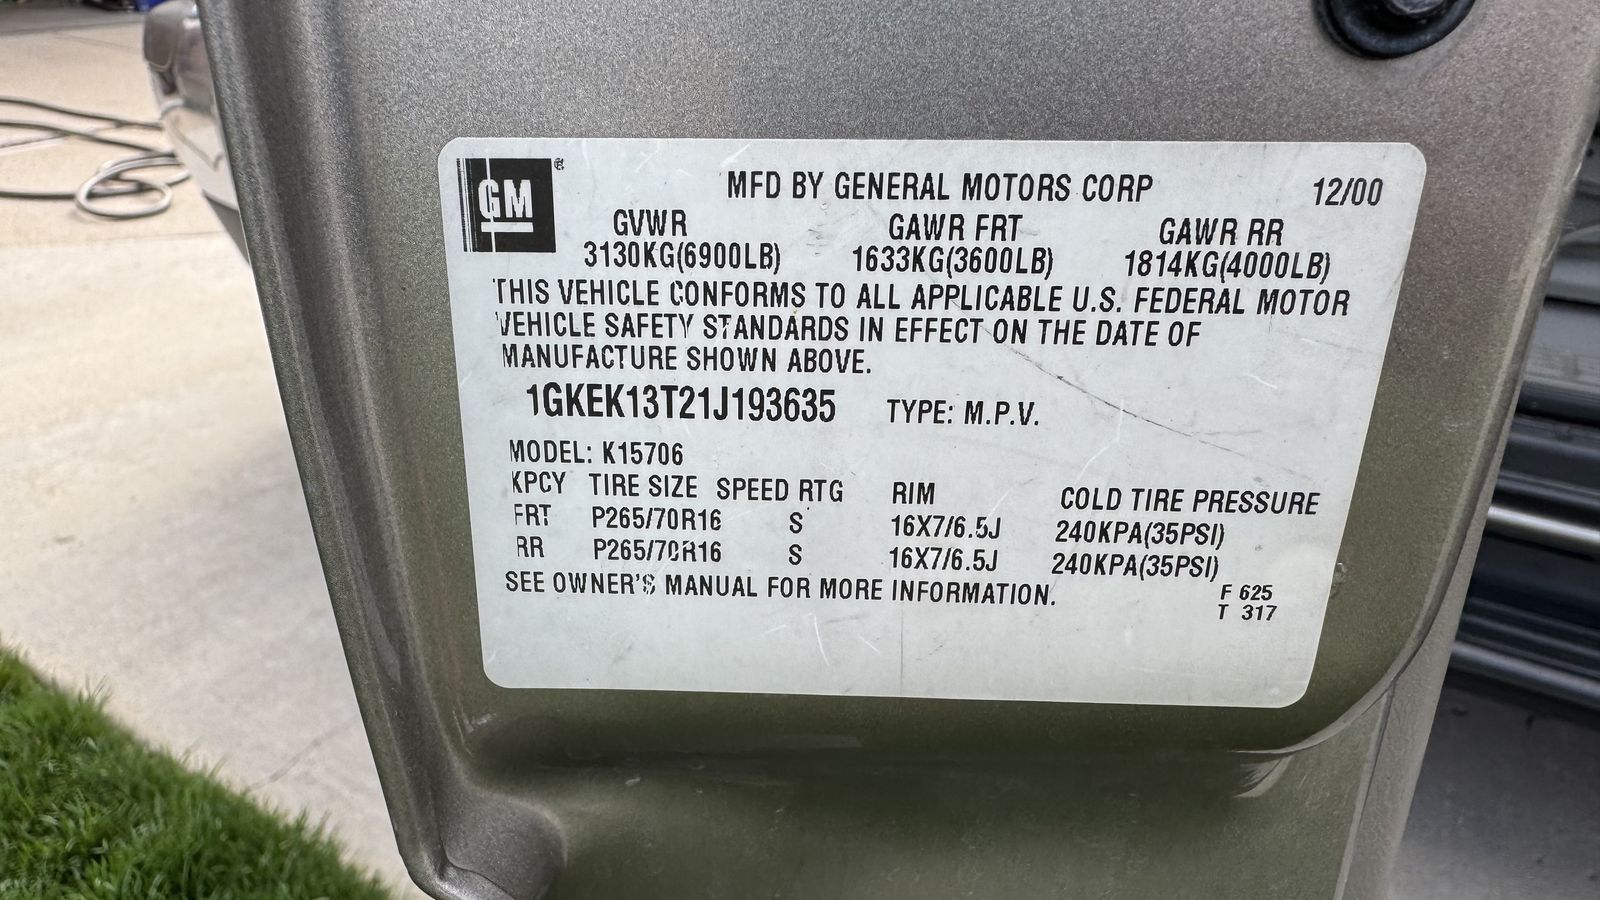 GM ®
MFD BY GENERAL MOTORS CORP 12/00
GVWR GAWR FRT GAWR RR
3130KG(6900LB) 1633KG(3600LB) 1814KG(4000LB)
THIS VEHICLE CONFORMS TO ALL APPLICABLE U.S. FEDERAL MOTOR
VEHICLE SAFETY STANDARDS IN EFFECT ON THE DATE OF
MANUFACTURE SHOWN ABOVE.
1GKEK13T21J193635 TYPE: M.P.V.
MODEL: K15706
KPCY TIRE SIZE SPEED RTG RIM COLD TIRE PRESSURE
FRT P265/70R16 S 16X7/6.5J 240KPA(35PSI)
RR P265/70R16 S 16X7/6.5J 240KPA(35PSI)
SEE OWNER'S MANUAL FOR MORE INFORMATION.
F 625
T 317